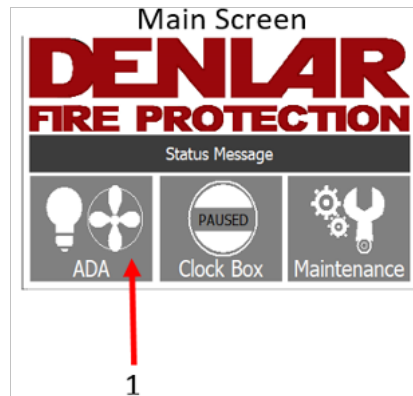 Main Screen
DENLAR
FIRE PROTECTION
Status Message
PAUSED
ADA Clock Box Maintenance
1